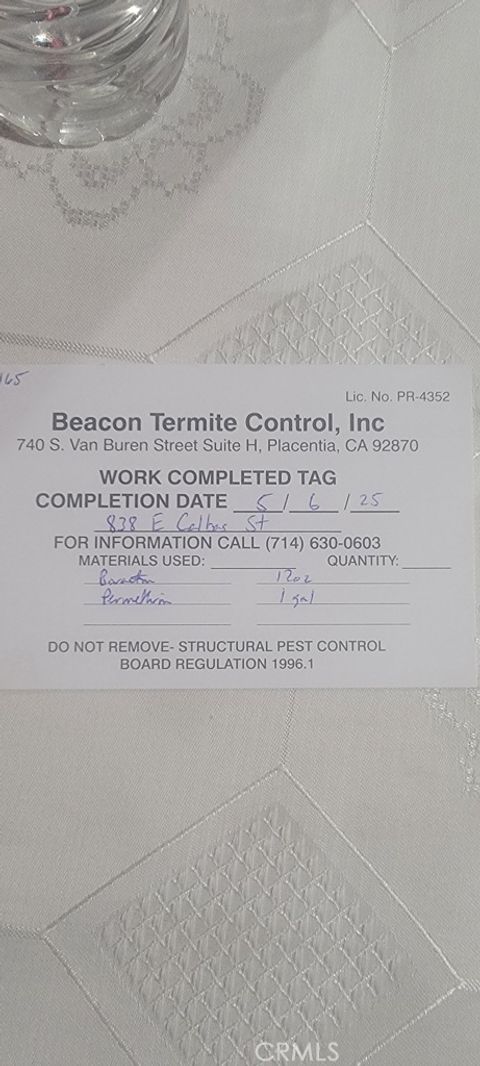 165
Lic. No. PR-4352
Beacon Termite Control, Inc
740 S. Van Buren Street Suite H, Placentia, CA 92870
WORK COMPLETED TAG
COMPLETION DATE 5 / 6 / 25
838 E St
FOR INFORMATION CALL (714) 630-0603
MATERIALS USED: QUANTITY:
12oz
Permethrin 1 gal
DO NOT REMOVE- STRUCTURAL PEST CONTROL
BOARD REGULATION 1996.1
CRMLS